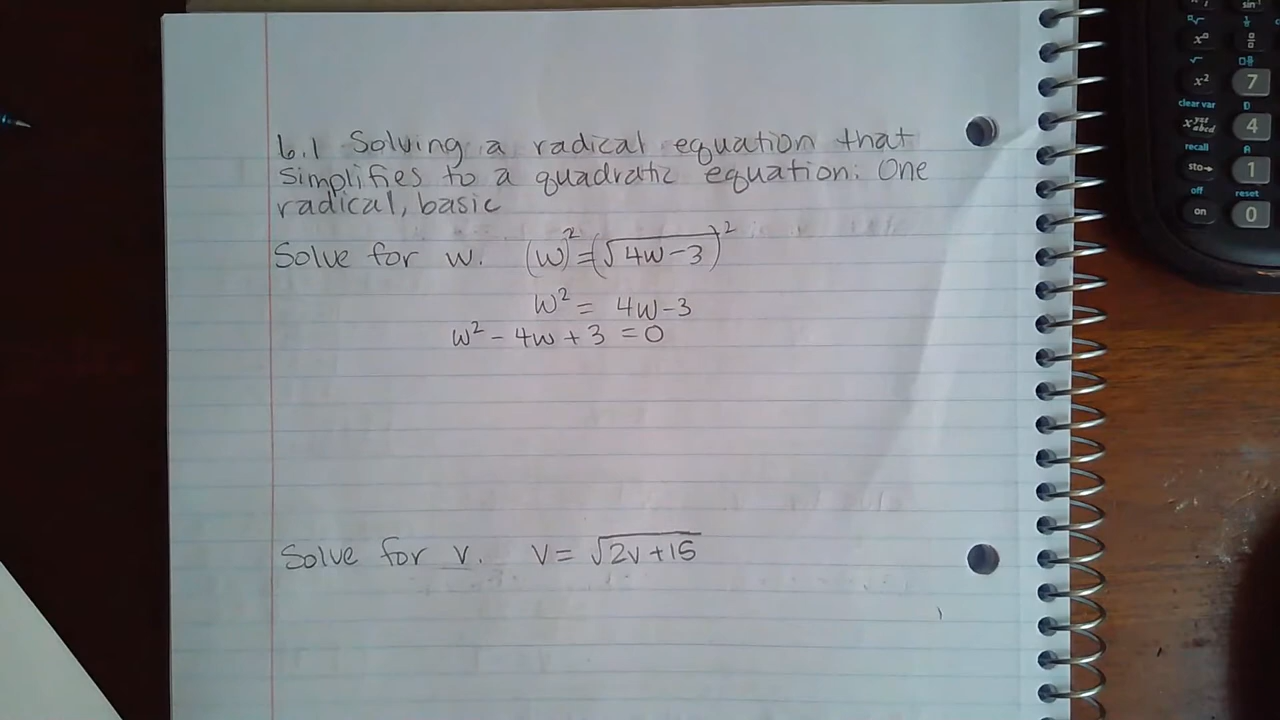 6.1 Solving a radical equation that
simplifies to a quadratic equation: One
radical, basic
Solve for w. (w)² = (√4w-3)²
w² = 4w-3
w² - 4w + 3 = 0
Solve for v. v = √2v+15
x²
7
clear var
D
4
recall
A
sto→
1
off
reset
on
0